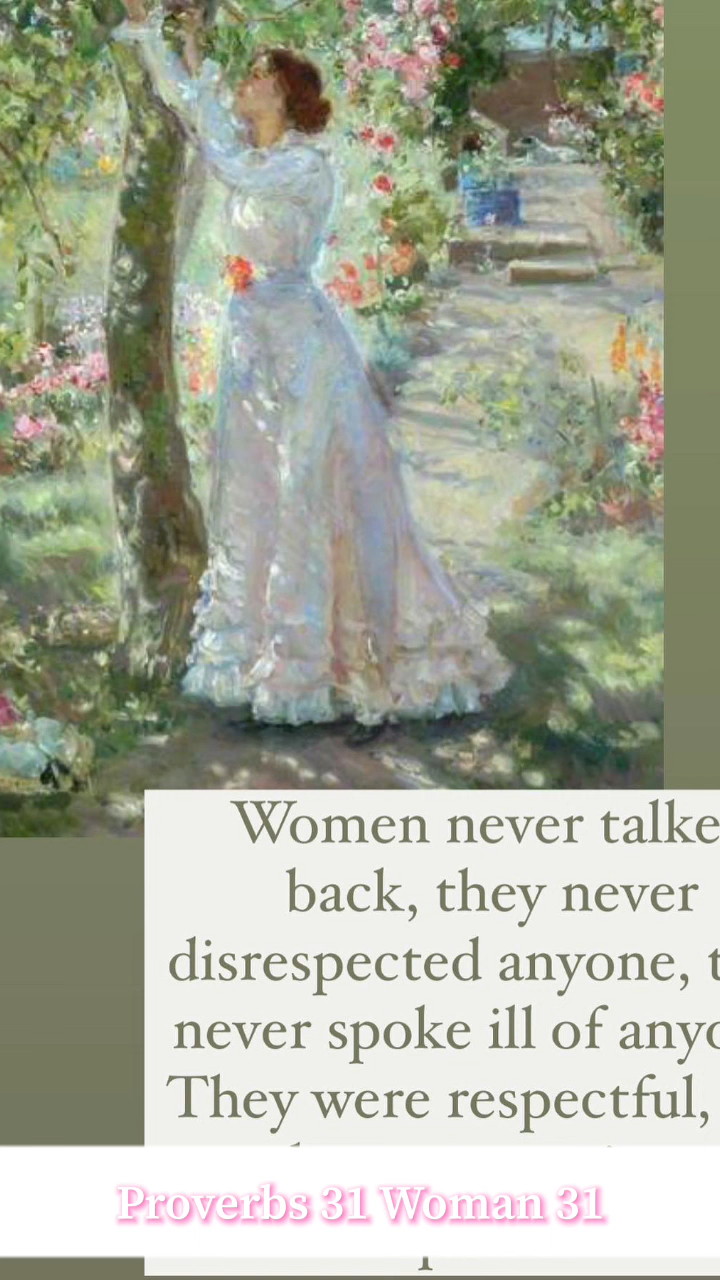 Women never talke
back, they never
disrespected anyone, t
never spoke ill of anyo
They were respectful,
Proverbs 31 Woman 31